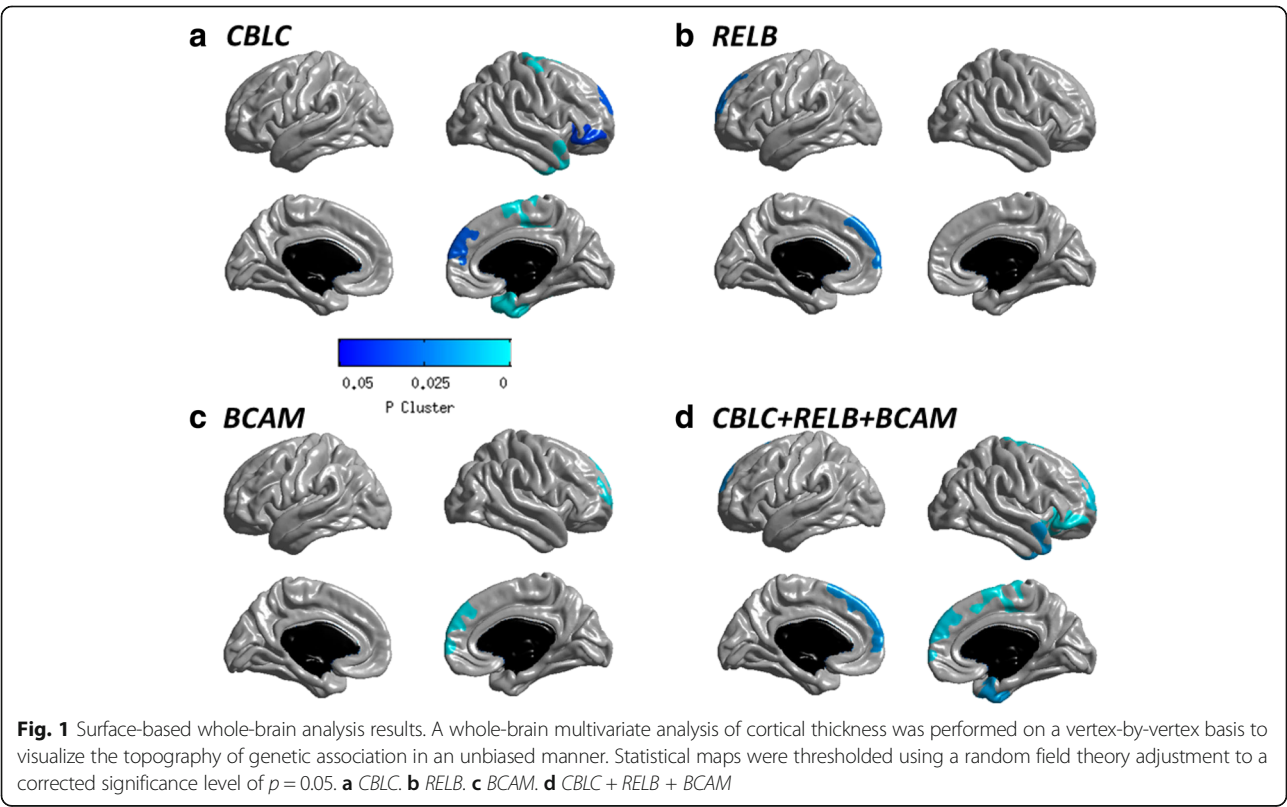 a CBLC
b RELB
0.05 0.025 0
P Cluster
c BCAM
d CBLC+RELB+BCAM
Fig. 1 Surface-based whole-brain analysis results. A whole-brain multivariate analysis of cortical thickness was performed on a vertex-by-vertex basis to
visualize the topography of genetic association in an unbiased manner. Statistical maps were thresholded using a random field theory adjustment to a
corrected significance level of p = 0.05. a CBLC. b RELB. c BCAM. d CBLC + RELB + BCAM